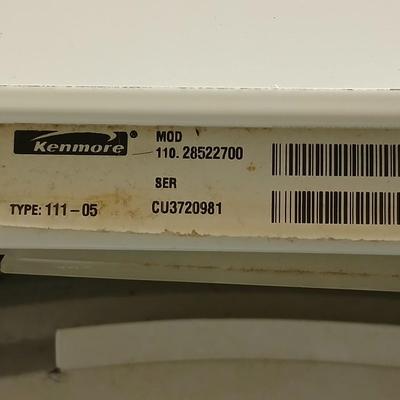 Kenmore ®
MOD
110. 28522700
SER
TYPE: 111-05 CU3720981